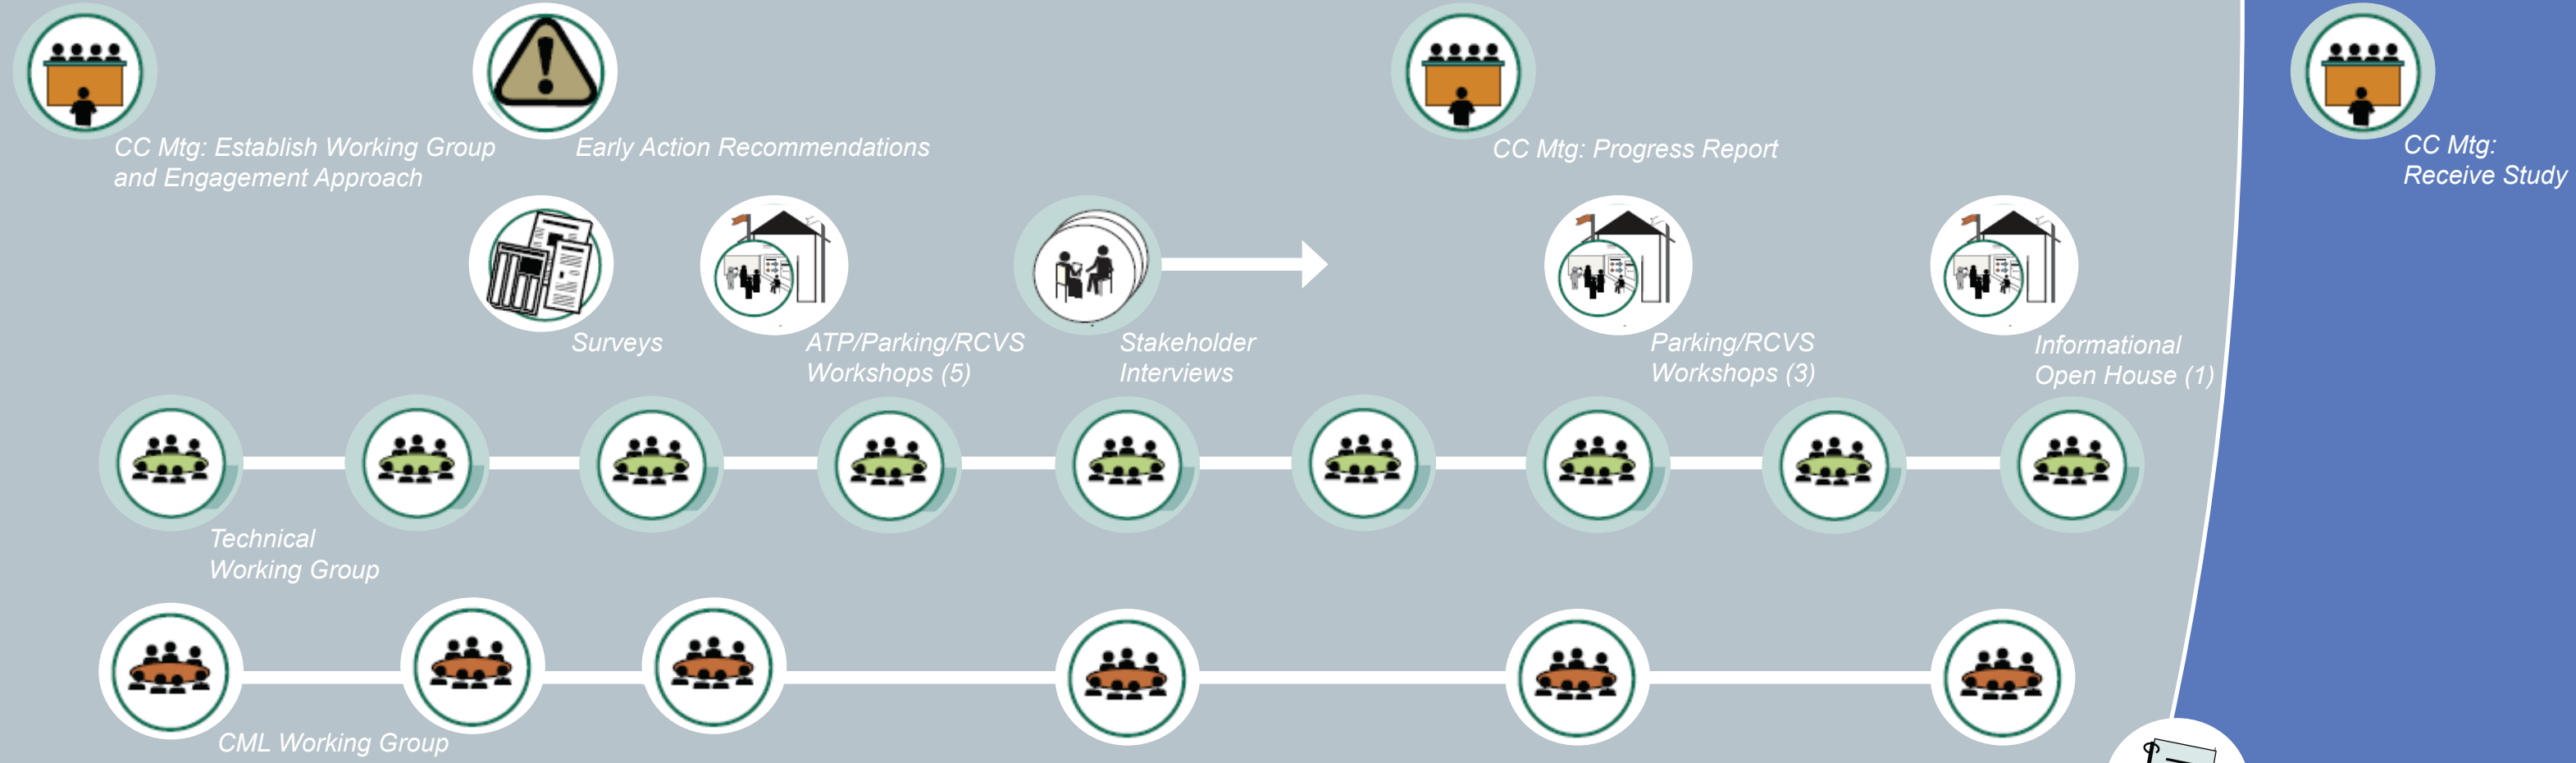 CC Mtg: Establish Working Group
and Engagement Approach
Early Action Recommendations
CC Mtg: Progress Report
CC Mtg:
Receive Study
Surveys
ATP/Parking/RCVS
Workshops (5)
Stakeholder
Interviews
Parking/RCVS
Workshops (3)
Informational
Open House (1)
Technical
Working Group
CML Working Group